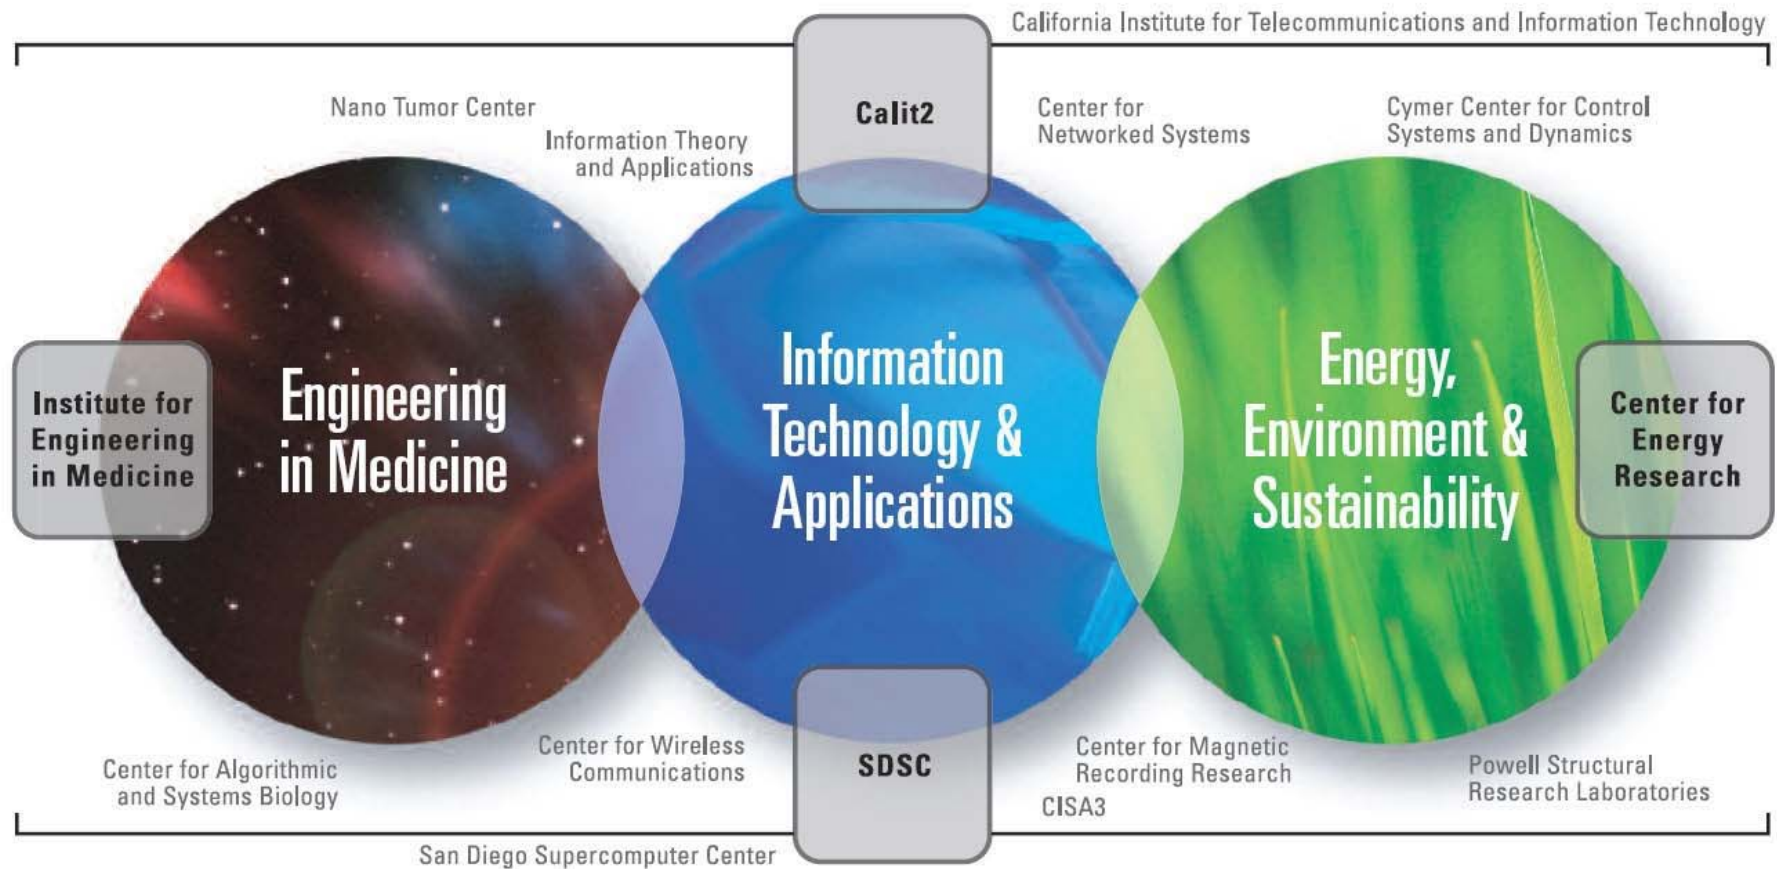 California Institute for Telecommunications and Information Technology
Calit2
Nano Tumor Center
Information Theory
and Applications
Center for
Networked Systems
Cymer Center for Control
Systems and Dynamics
Institute for
Engineering
in Medicine
Engineering
in Medicine
Information
Technology &
Applications
Energy,
Environment &
Sustainability
Center for
Energy
Research
Center for Algorithmic
and Systems Biology
Center for Wireless
Communications
SDSC
Center for Magnetic
Recording Research
CISA3
Powell Structural
Research Laboratories
San Diego Supercomputer Center